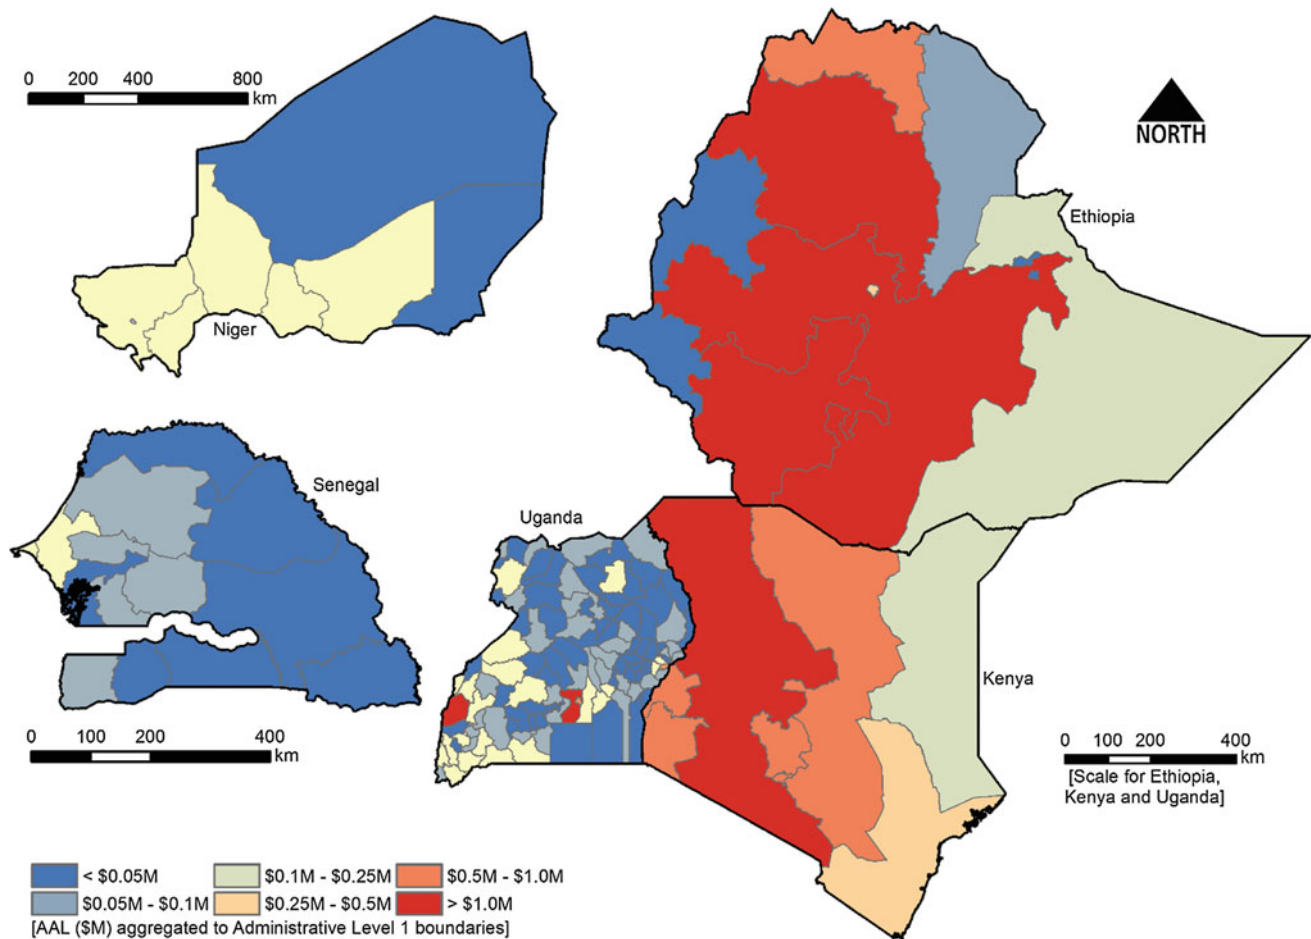 0 200 400 800
km
NORTH
Ethiopia
Niger
Senegal
Uganda
Kenya
0 100 200 400
km
0 100 200 400
km
[Scale for Ethiopia,
Kenya and Uganda]
< $0.05M
$0.1M - $0.25M
$0.5M - $1.0M
$0.05M - $0.1M
$0.25M - $0.5M
> $1.0M
[AAL ($M) aggregated to Administrative Level 1 boundaries]